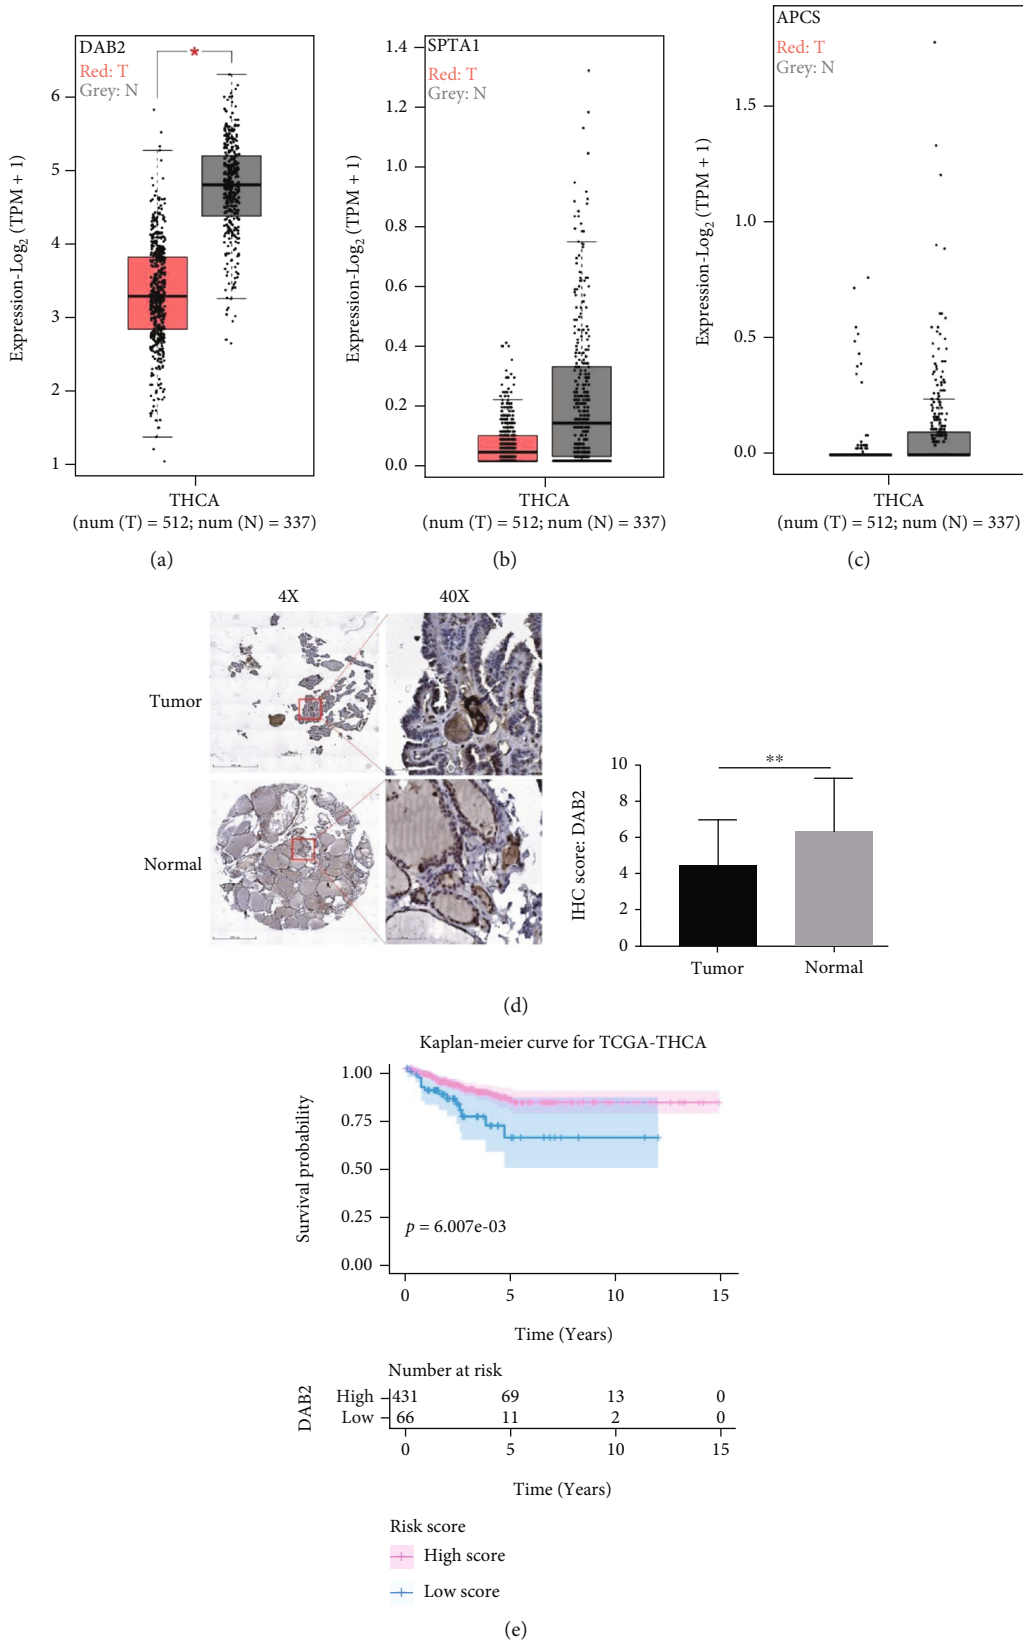 DAB2
Red: T
Grey: N
*
Expression-Log2 (TPM + 1)
6
5
4
3
2
1
THCA
(num (T) = 512; num (N) = 337)
(a)
SPTA1
Red: T
Grey: N
Expression-Log2 (TPM + 1)
1.4
1.2
1.0
0.8
0.6
0.4
0.2
0.0
THCA
(num (T) = 512; num (N) = 337)
(b)
APCS
Red: T
Grey: N
Expression-Log2 (TPM + 1)
1.5
1.0
0.5
0.0
THCA
(num (T) = 512; num (N) = 337)
(c)
4X
40X
Tumor
Normal
IHC score: DAB2
10
8
6
4
2
0
**
Tumor
Normal
(d)
Kaplan-meier curve for TCGA-THCA
Survival probability
1.00
0.75
0.50
0.25
0.00
p = 6.007e-03
0 5 10 15
Time (Years)
Number at risk
DAB2
High 431 69 13 0
Low 66 11 2 0
0 5 10 15
Time (Years)
Risk score
High score
Low score
(e)